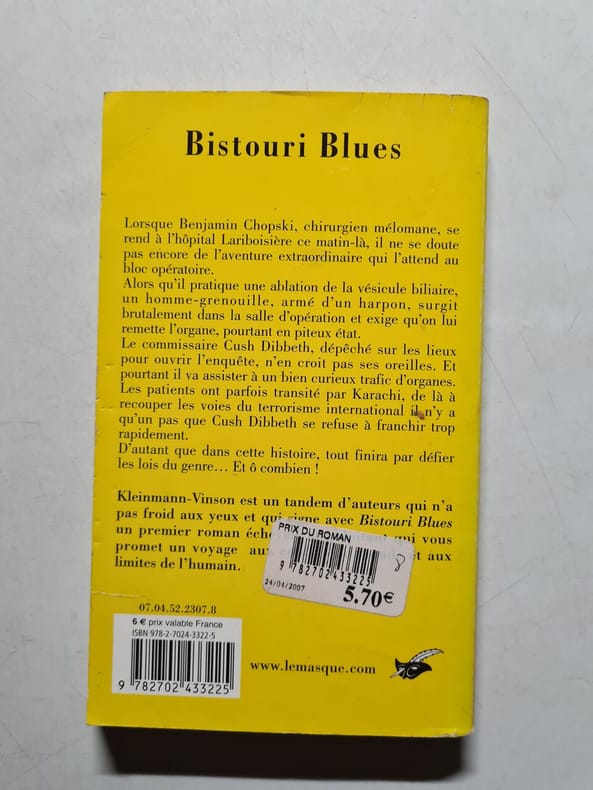 Bistouri Blues
Lorsque Benjamin Chopski, chirurgien mélomane, se
rend à l'hôpital Lariboisière ce matin-là, il ne se doute
pas encore de l'aventure extraordinaire qui l'attend au
bloc opératoire.
Alors qu'il pratique une ablation de la vésicule biliaire,
un homme-grenouille, armé d'un harpon, surgit
brutalement dans la salle d'opération et exige qu'on lui
remette l'organe, pourtant en piteux état.
Le commissaire Cush Dibbeth, dépêché sur les lieux
pour ouvrir l'enquête, n'en croit pas ses oreilles. Et
pourtant il va assister à un bien curieux trafic d'organes.
Les patients ont parfois transité par Karachi, de là à
recouper les voies du terrorisme international il n'y a
qu'un pas que Cush Dibbeth se refuse à franchir trop
rapidement.
D'autant que dans cette histoire, tout finira par défier
les lois du genre... Et ô combien !
Kleinmann-Vinson est un tandem d'auteurs qui n'a
pas froid aux yeux et qui signe avec Bistouri Blues
un premier roman qui vous
promet un voyage aux et aux
limites de l'humain.
PRIX DU ROMAN
9 782702 433225
8
24/04/2007
5.70€
07.04.52.2307.8
6 € prix valable France
ISBN 978-2-7024-3322-5
9 782702 433225
www.lemasque.com